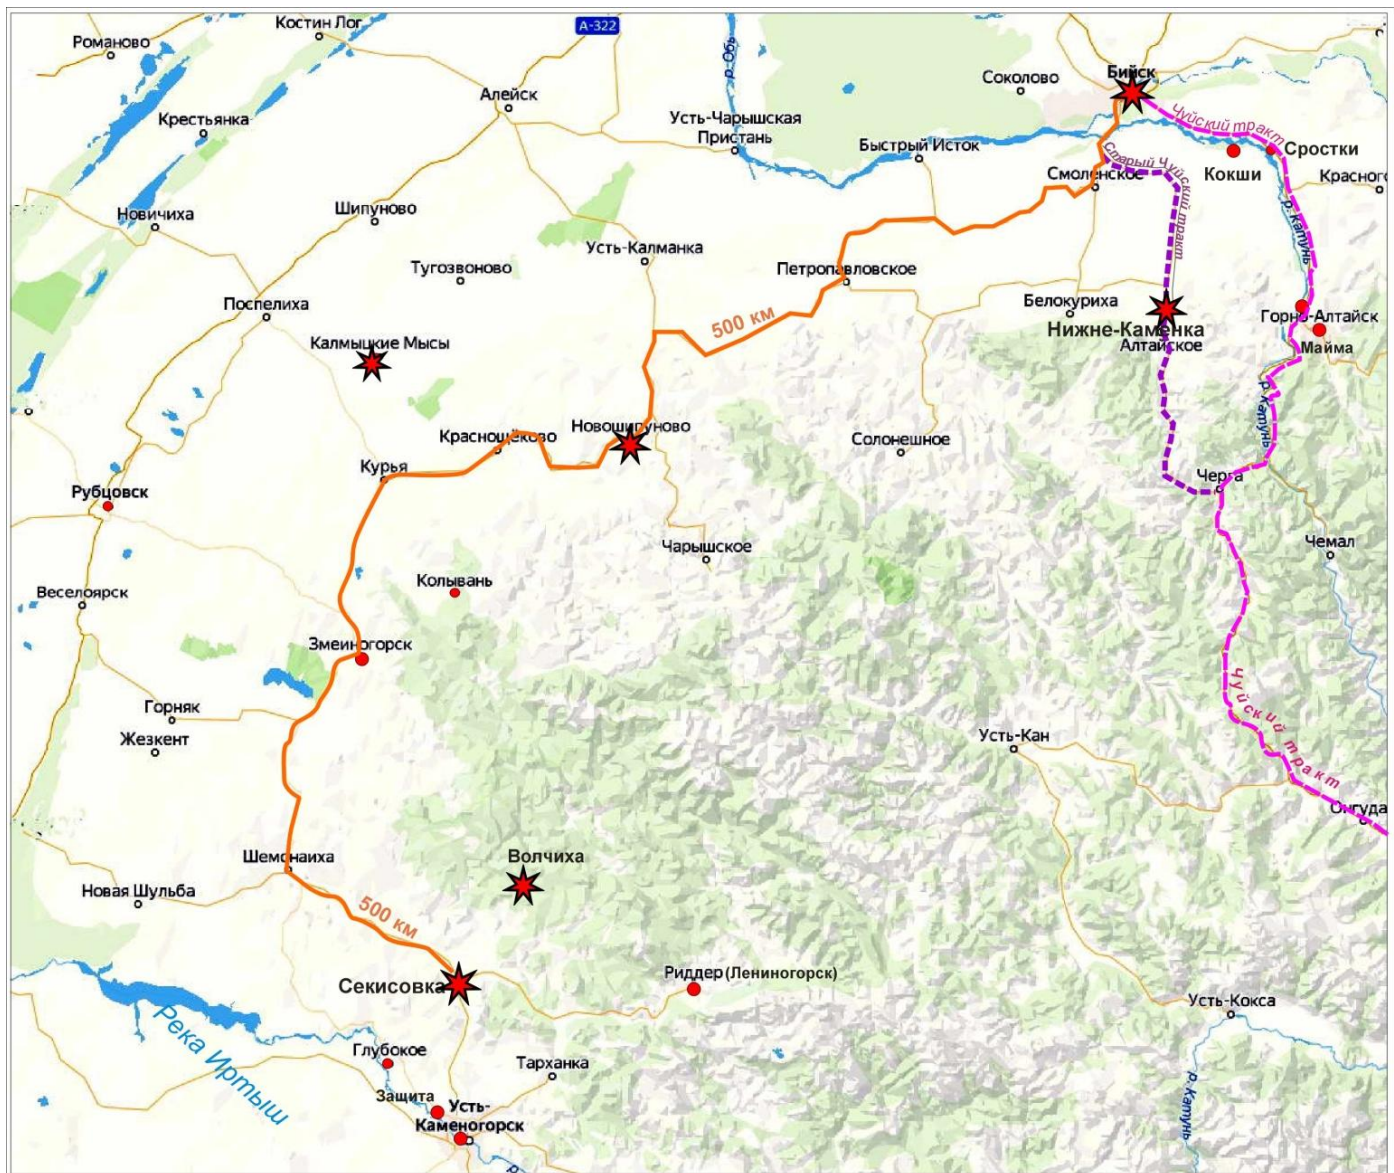 Костин Лог
А-322
Романово
р. Обь
Бийск
Соколово
Алейск
Крестьянка
Усть-Чарышская
Пристань
Чуйский тракт
Быстрый Исток
Старый Чуйский тракт
Сростки
Кокши
Смоленское
Красног
Новичиха
Шипуново
р. Катунь
Усть-Калманка
Тугозвоново
Петропавловское
Поспелиха
Белокуриха
500 км
Горно-Алтайск
Нижне-Каменка
Калмыцкие Мысы
Алтайское
Майма
р. Катунь
Новошипуново
Краснощёково
Солонешное
Курья
Черга
Рубцовск
Чарышское
Чемал
Колывань
Веселоярск
Змеиногорск
Чуйский тракт
Горняк
Жезкент
Усть-Кан
Онгуда
Шемонаиха
Волчиха
Новая Шульба
500 км
Риддер (Лениногорск)
Секисовка
Усть-Кокса
Река Иртыш
Глубокое
Тарханка
р. Катунь
Защита
Усть-
Каменогорск
р